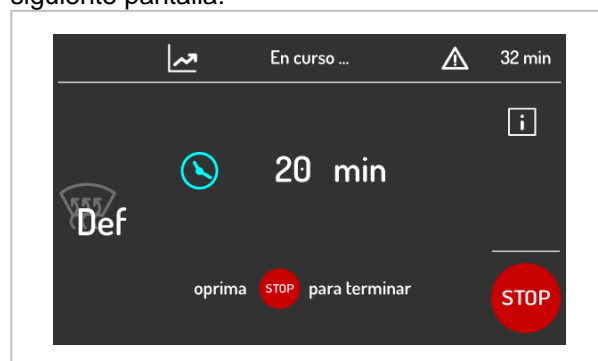 siguiente pantalla:
En curso ... 32 min
i
20 min
Def
oprima STOP para terminar
STOP